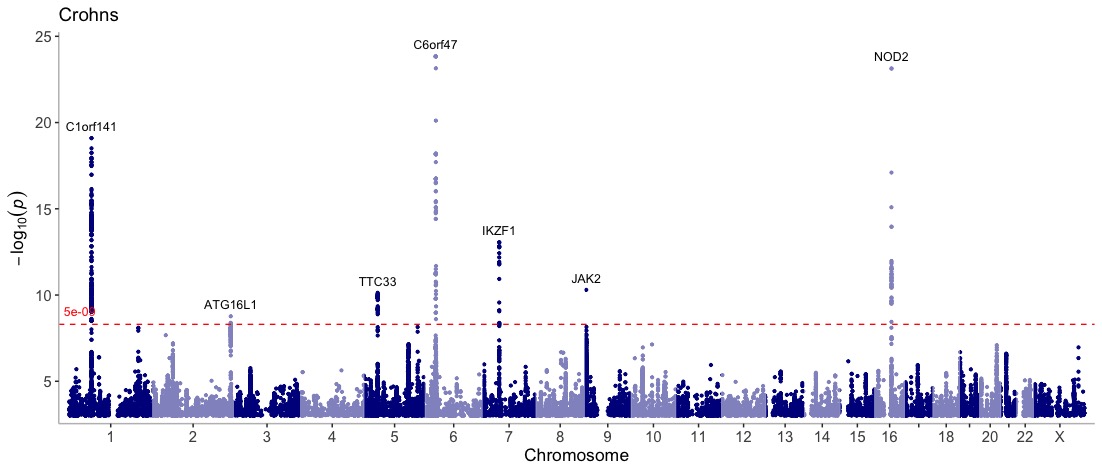 Crohns
25
C6orf47
NOD2
20
C1orf141
15
−log₁₀(p)
IKZF1
JAK2
TTC33
10
ATG16L1
5e-09
5
1 2 3 4 5 6 7 8 9 10 11 12 13 14 15 16 18 20 22 X
Chromosome